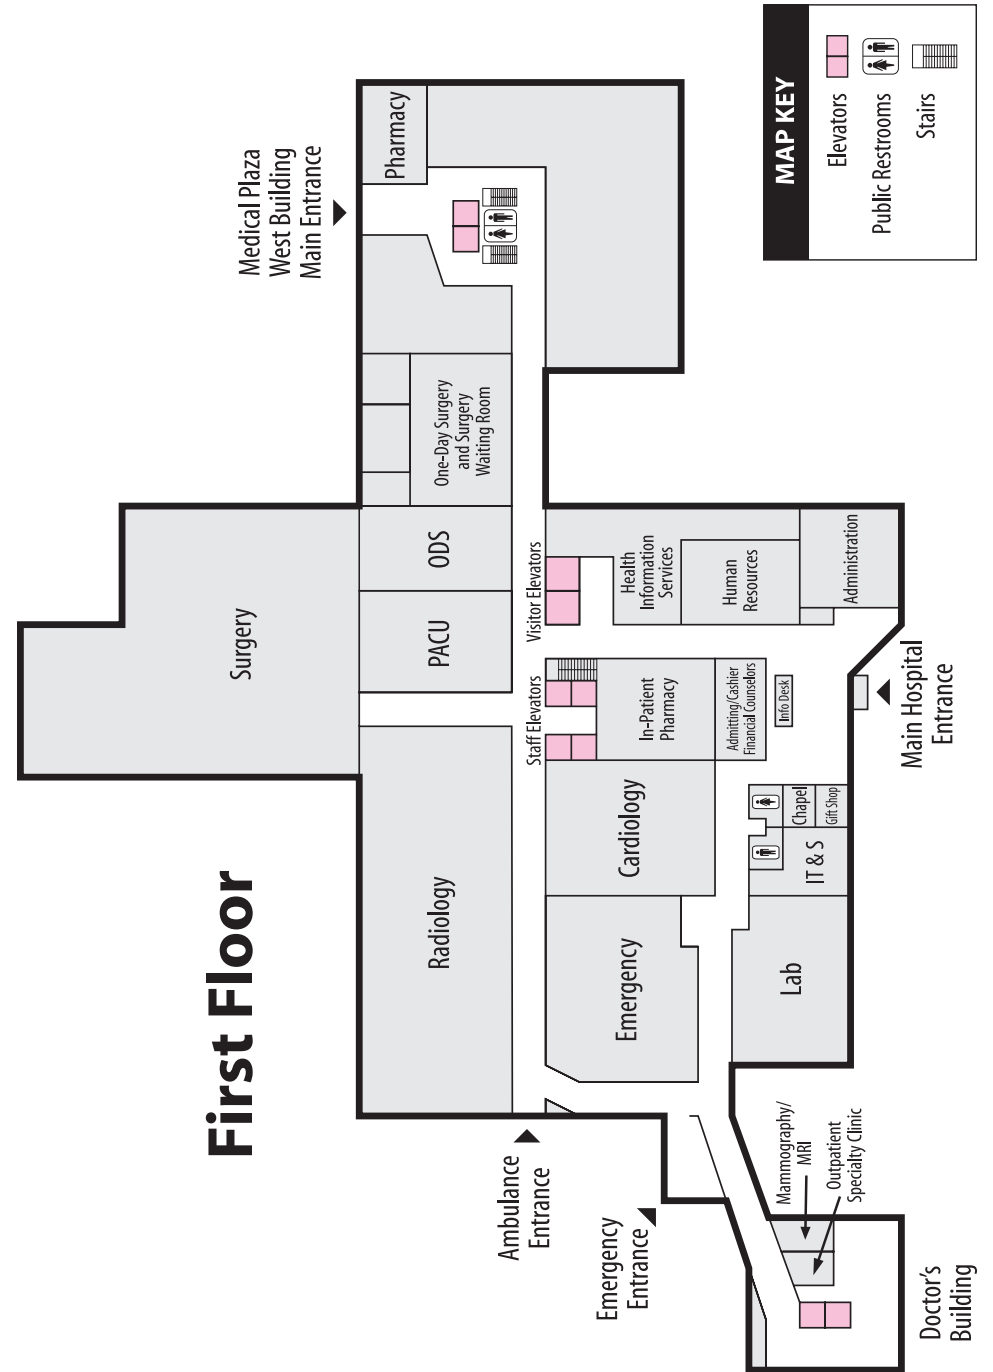 First Floor
MAP KEY
Elevators
Public Restrooms
Stairs
Medical Plaza
West Building
Main Entrance
Pharmacy
One-Day Surgery
and Surgery
Waiting Room
Surgery
ODS
PACU
Radiology
Visitor Elevators
Staff Elevators
Health
Information
Services
Human
Resources
Administration
In-Patient
Pharmacy
Admitting/Cashier
Financial Counselors
Info Desk
Main Hospital
Entrance
Cardiology
Chapel
Gift Shop
IT & S
Emergency
Lab
Ambulance
Entrance
Emergency
Entrance
Mammography/
MRI
Outpatient
Specialty Clinic
Doctor's
Building